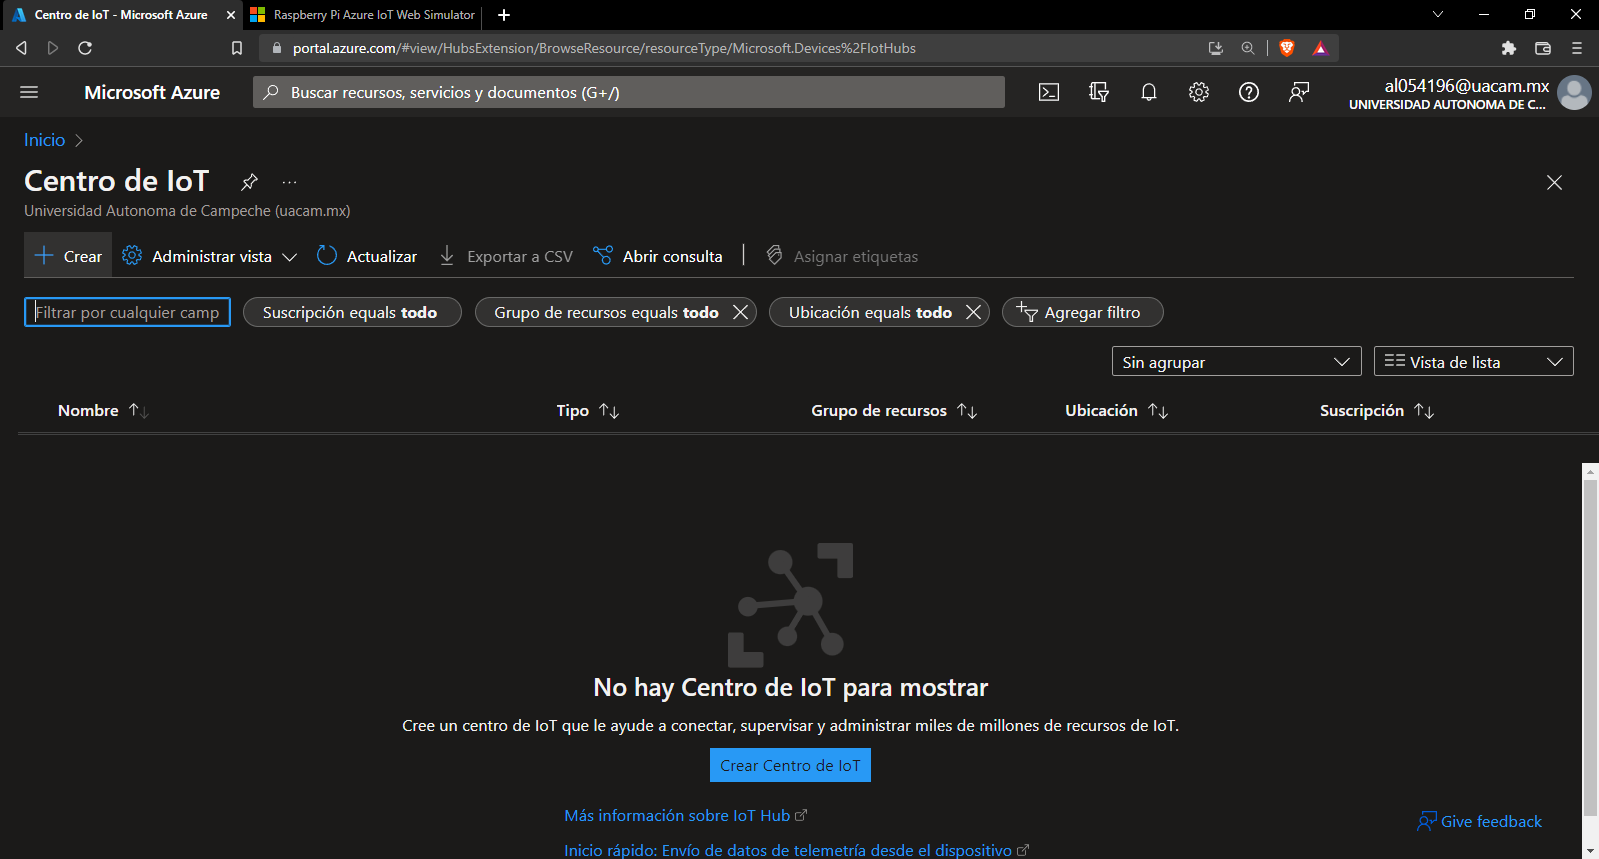 Centro de IoT - Microsoft Azure
Raspberry Pi Azure IoT Web Simulator
portal.azure.com/#view/HubsExtension/BrowseResource/resourceType/Microsoft.Devices%2FIotHubs
Microsoft Azure
Buscar recursos, servicios y documentos (G+/)
al054196@uacam.mx
UNIVERSIDAD AUTONOMA DE C...
Inicio
Centro de IoT
Universidad Autonoma de Campeche (uacam.mx)
Crear
Administrar vista
Actualizar
Exportar a CSV
Abrir consulta
Asignar etiquetas
Filtrar por cualquier camp
Suscripción equals todo
Grupo de recursos equals todo
Ubicación equals todo
Agregar filtro
Sin agrupar
Vista de lista
Nombre
Tipo
Grupo de recursos
Ubicación
Suscripción
No hay Centro de IoT para mostrar
Cree un centro de IoT que le ayude a conectar, supervisar y administrar miles de millones de recursos de IoT.
Crear Centro de IoT
Más información sobre IoT Hub
Give feedback
Inicio rápido: Envío de datos de telemetría desde el dispositivo